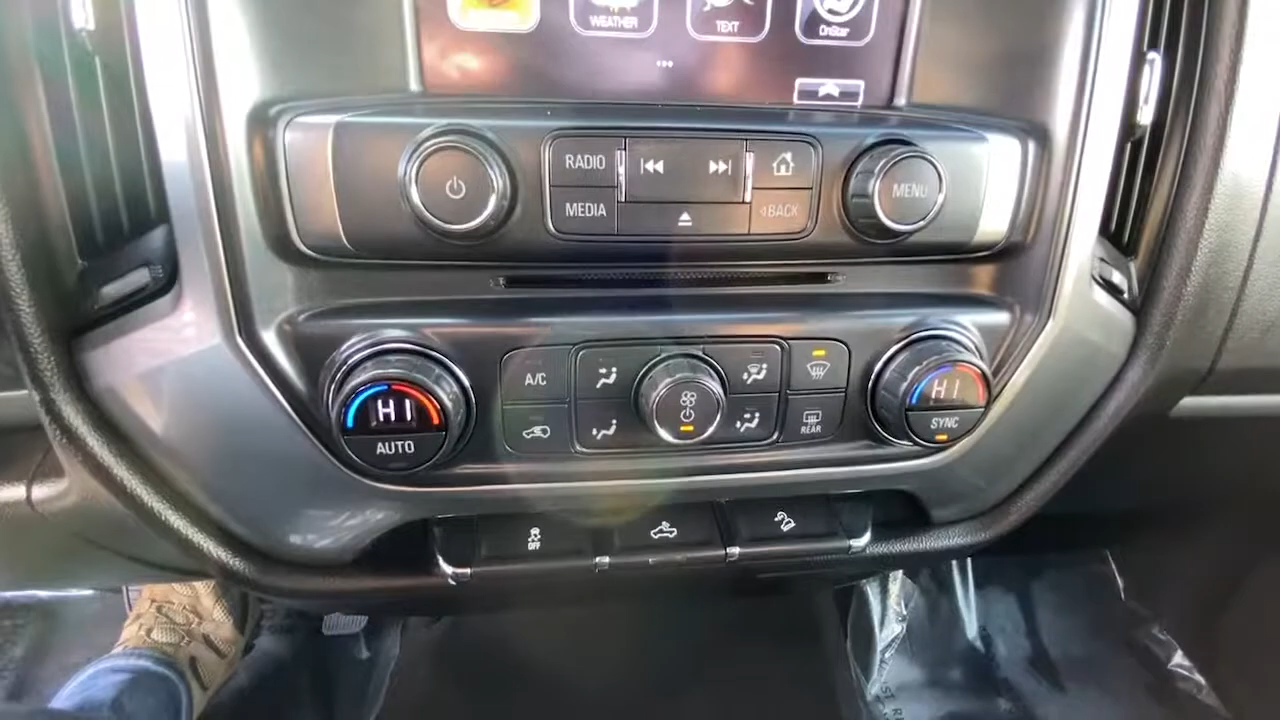 WEATHER
TEXT
OnStar
RADIO
MEDIA
BACK
MENU
HI
AUTO
A/C
REAR
HI
SYNC
OFF